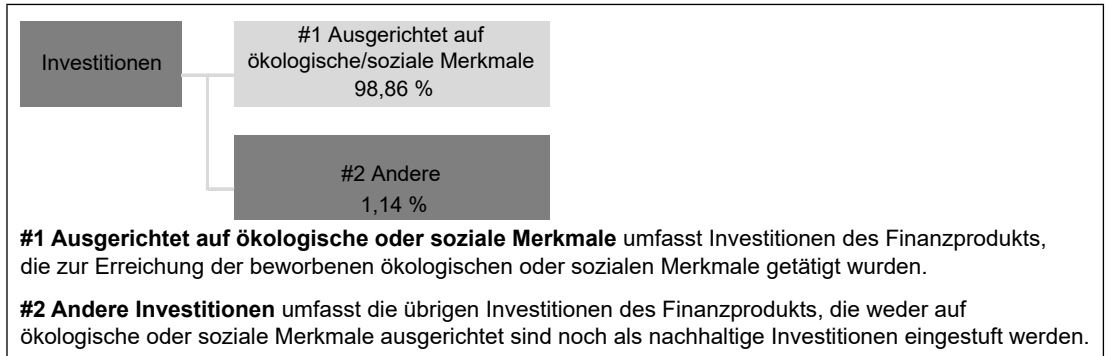 Investitionen
#1 Ausgerichtet auf
ökologische/soziale Merkmale
98,86 %
#2 Andere
1,14 %
#1 Ausgerichtet auf ökologische oder soziale Merkmale umfasst Investitionen des Finanzprodukts,
die zur Erreichung der beworbenen ökologischen oder sozialen Merkmale getätigt wurden.
#2 Andere Investitionen umfasst die übrigen Investitionen des Finanzprodukts, die weder auf
ökologische oder soziale Merkmale ausgerichtet sind noch als nachhaltige Investitionen eingestuft werden.